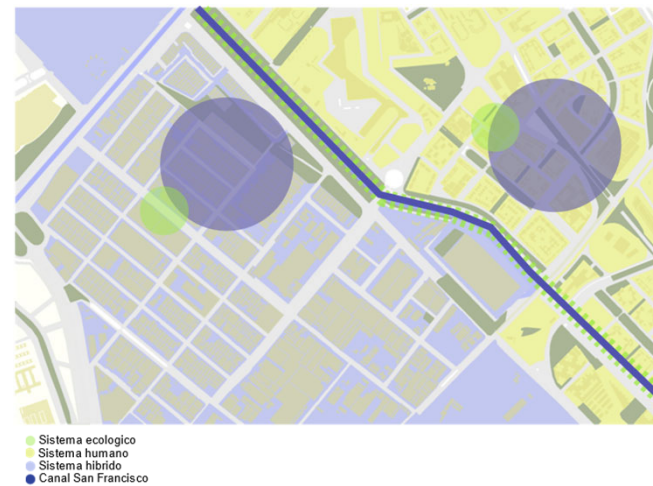 Sistema ecologico
Sistema humano
Sistema hibrido
Canal San Francisco